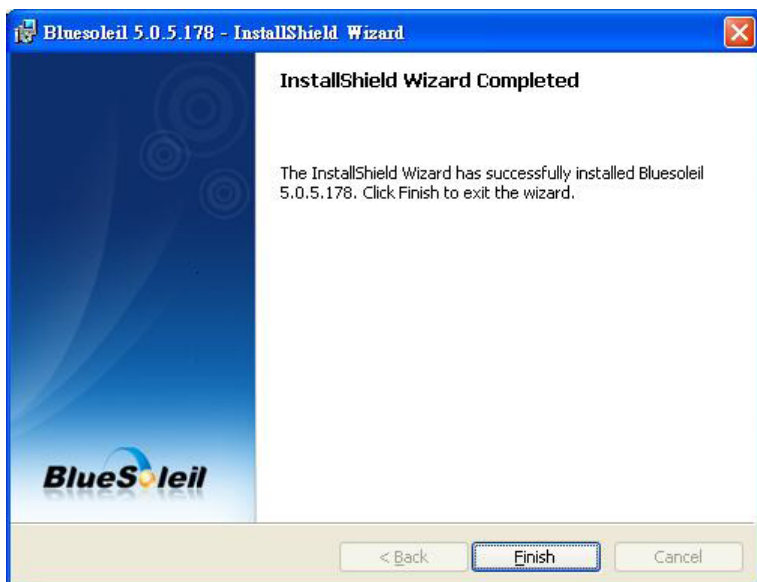 Bluesoleil 5.0.5.178 - InstallShield Wizard
InstallShield Wizard Completed
The InstallShield Wizard has successfully installed Bluesoleil
5.0.5.178. Click Finish to exit the wizard.
BlueSoleil
< Back
Finish
Cancel